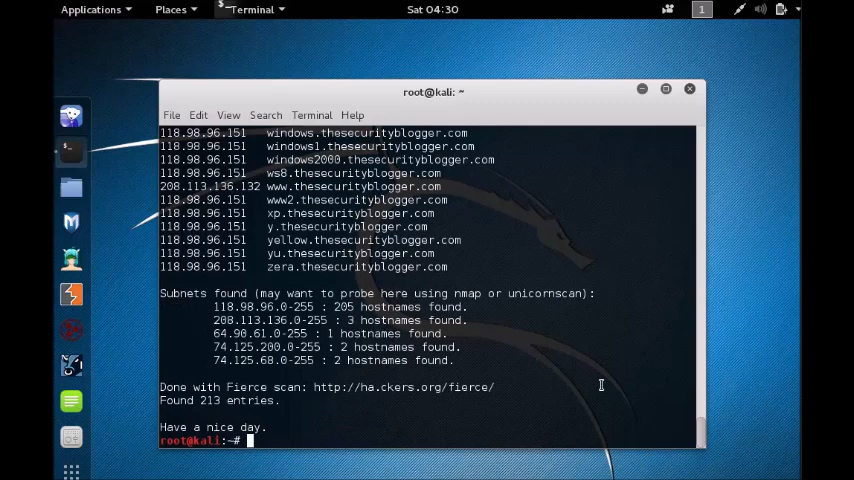 Applications Places Terminal Sat 04:30 1
root@kali: ~
File Edit View Search Terminal Help
118.98.96.151 windows.thesecurityblogger.com
118.98.96.151 windows1.thesecurityblogger.com
118.98.96.151 windows2000.thesecurityblogger.com
118.98.96.151 ws8.thesecurityblogger.com
208.113.136.132 www.thesecurityblogger.com
118.98.96.151 www2.thesecurityblogger.com
118.98.96.151 xp.thesecurityblogger.com
118.98.96.151 y.thesecurityblogger.com
118.98.96.151 yellow.thesecurityblogger.com
118.98.96.151 yu.thesecurityblogger.com
118.98.96.151 zera.thesecurityblogger.com
Subnets found (may want to probe here using nmap or unicornscan):
118.98.96.0-255 : 205 hostnames found.
208.113.136.0-255 : 3 hostnames found.
64.90.61.0-255 : 1 hostnames found.
74.125.200.0-255 : 2 hostnames found.
74.125.68.0-255 : 2 hostnames found.
Done with Fierce scan: http://ha.ckers.org/fierce/
Found 213 entries.
Have a nice day.
root@kali:~#